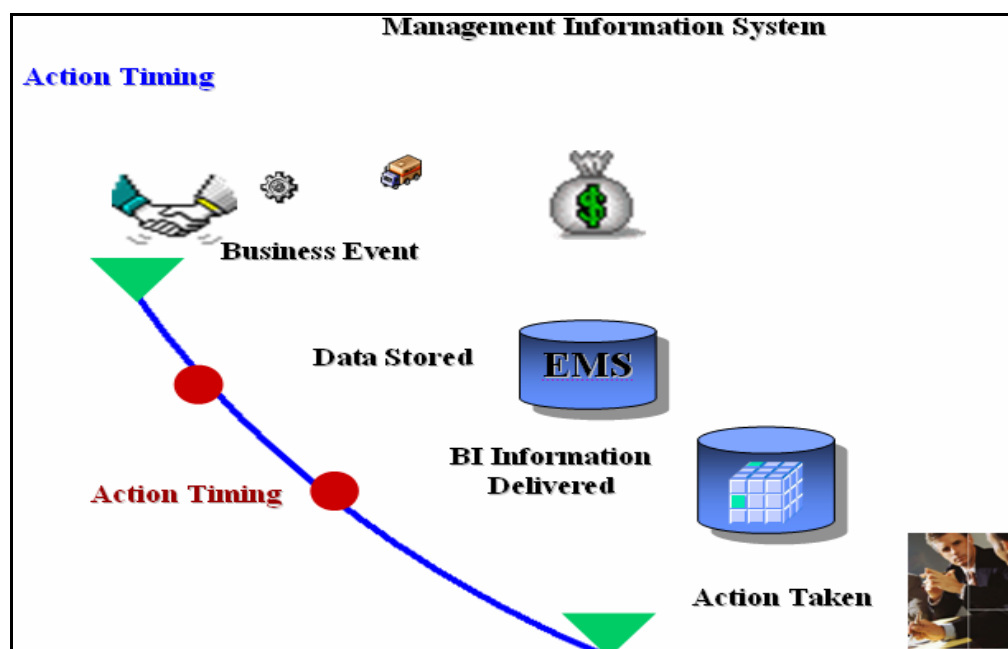 Management Information System
Action Timing
$
Business Event
Data Stored
EMS
BI Information
Delivered
Action Timing
Action Taken